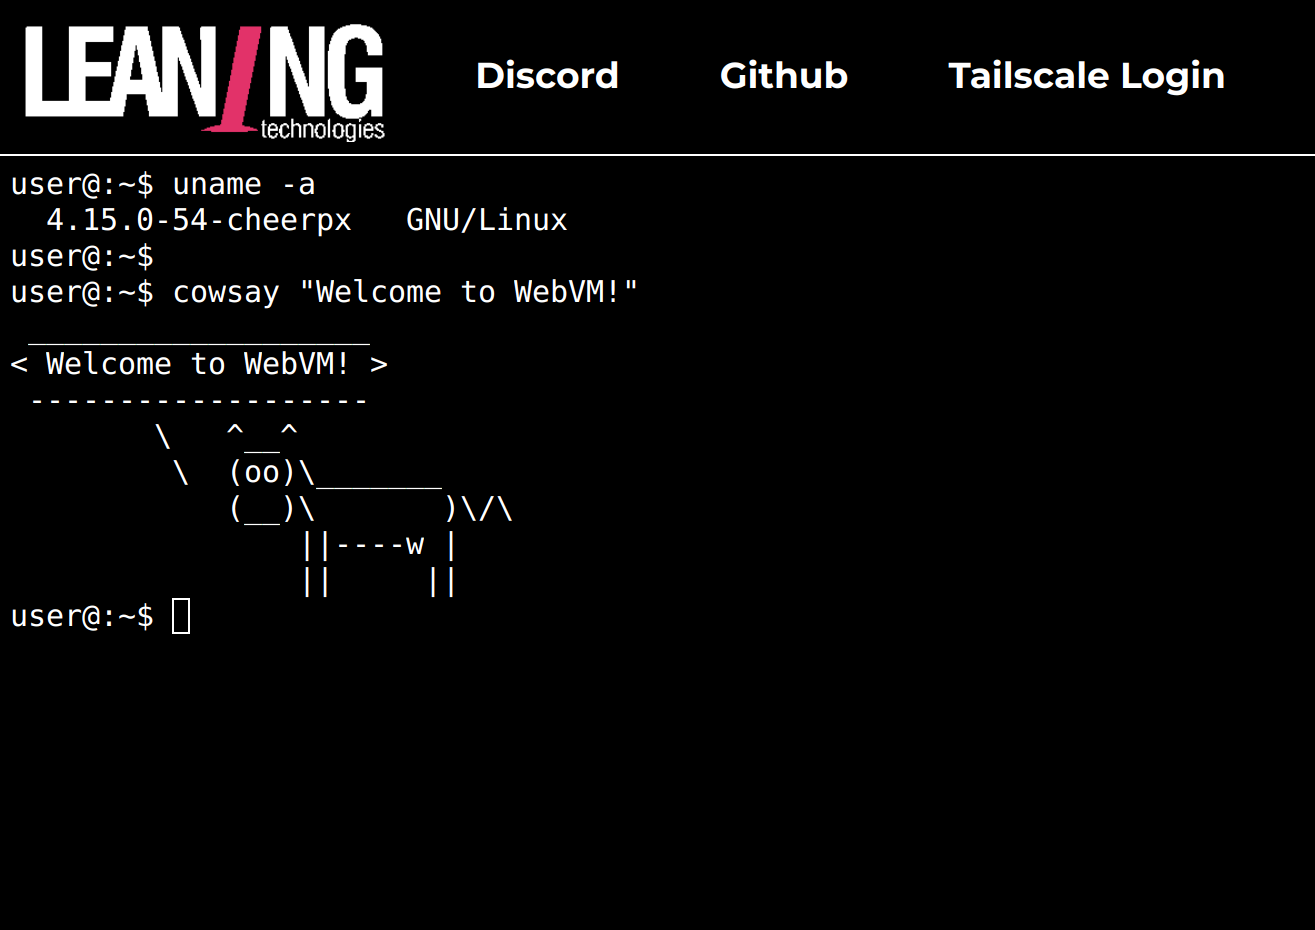 LEANING technologies Discord Github Tailscale Login
user@:~$ uname -a
  4.15.0-54-cheerpx   GNU/Linux
user@:~$
user@:~$ cowsay "Welcome to WebVM!"
 ___________________
< Welcome to WebVM! >
 -------------------
        \   ^__^
         \  (oo)\_______
            (__)\       )\/\
                ||----w |
                ||     ||
user@:~$